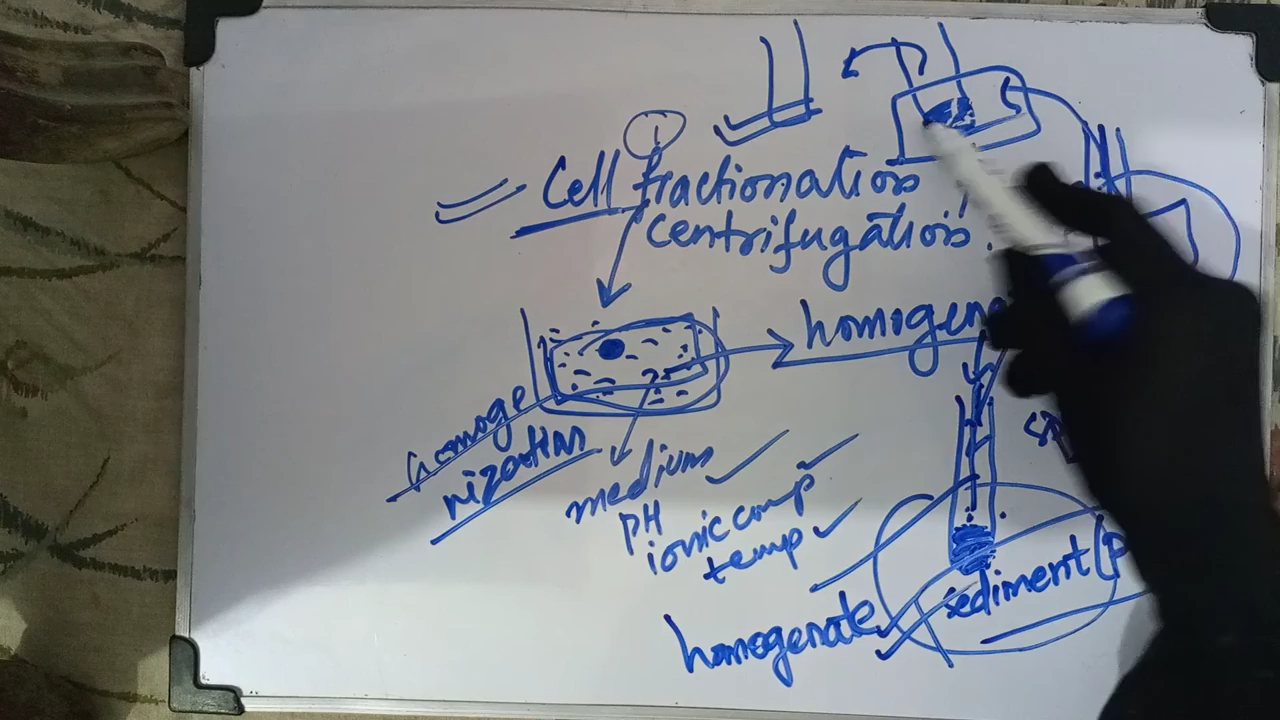 Cell fractionation
centrifugation.
homogen
homoge
nization
medium
PH
ionic comp
temp
sediment (p
homogenate